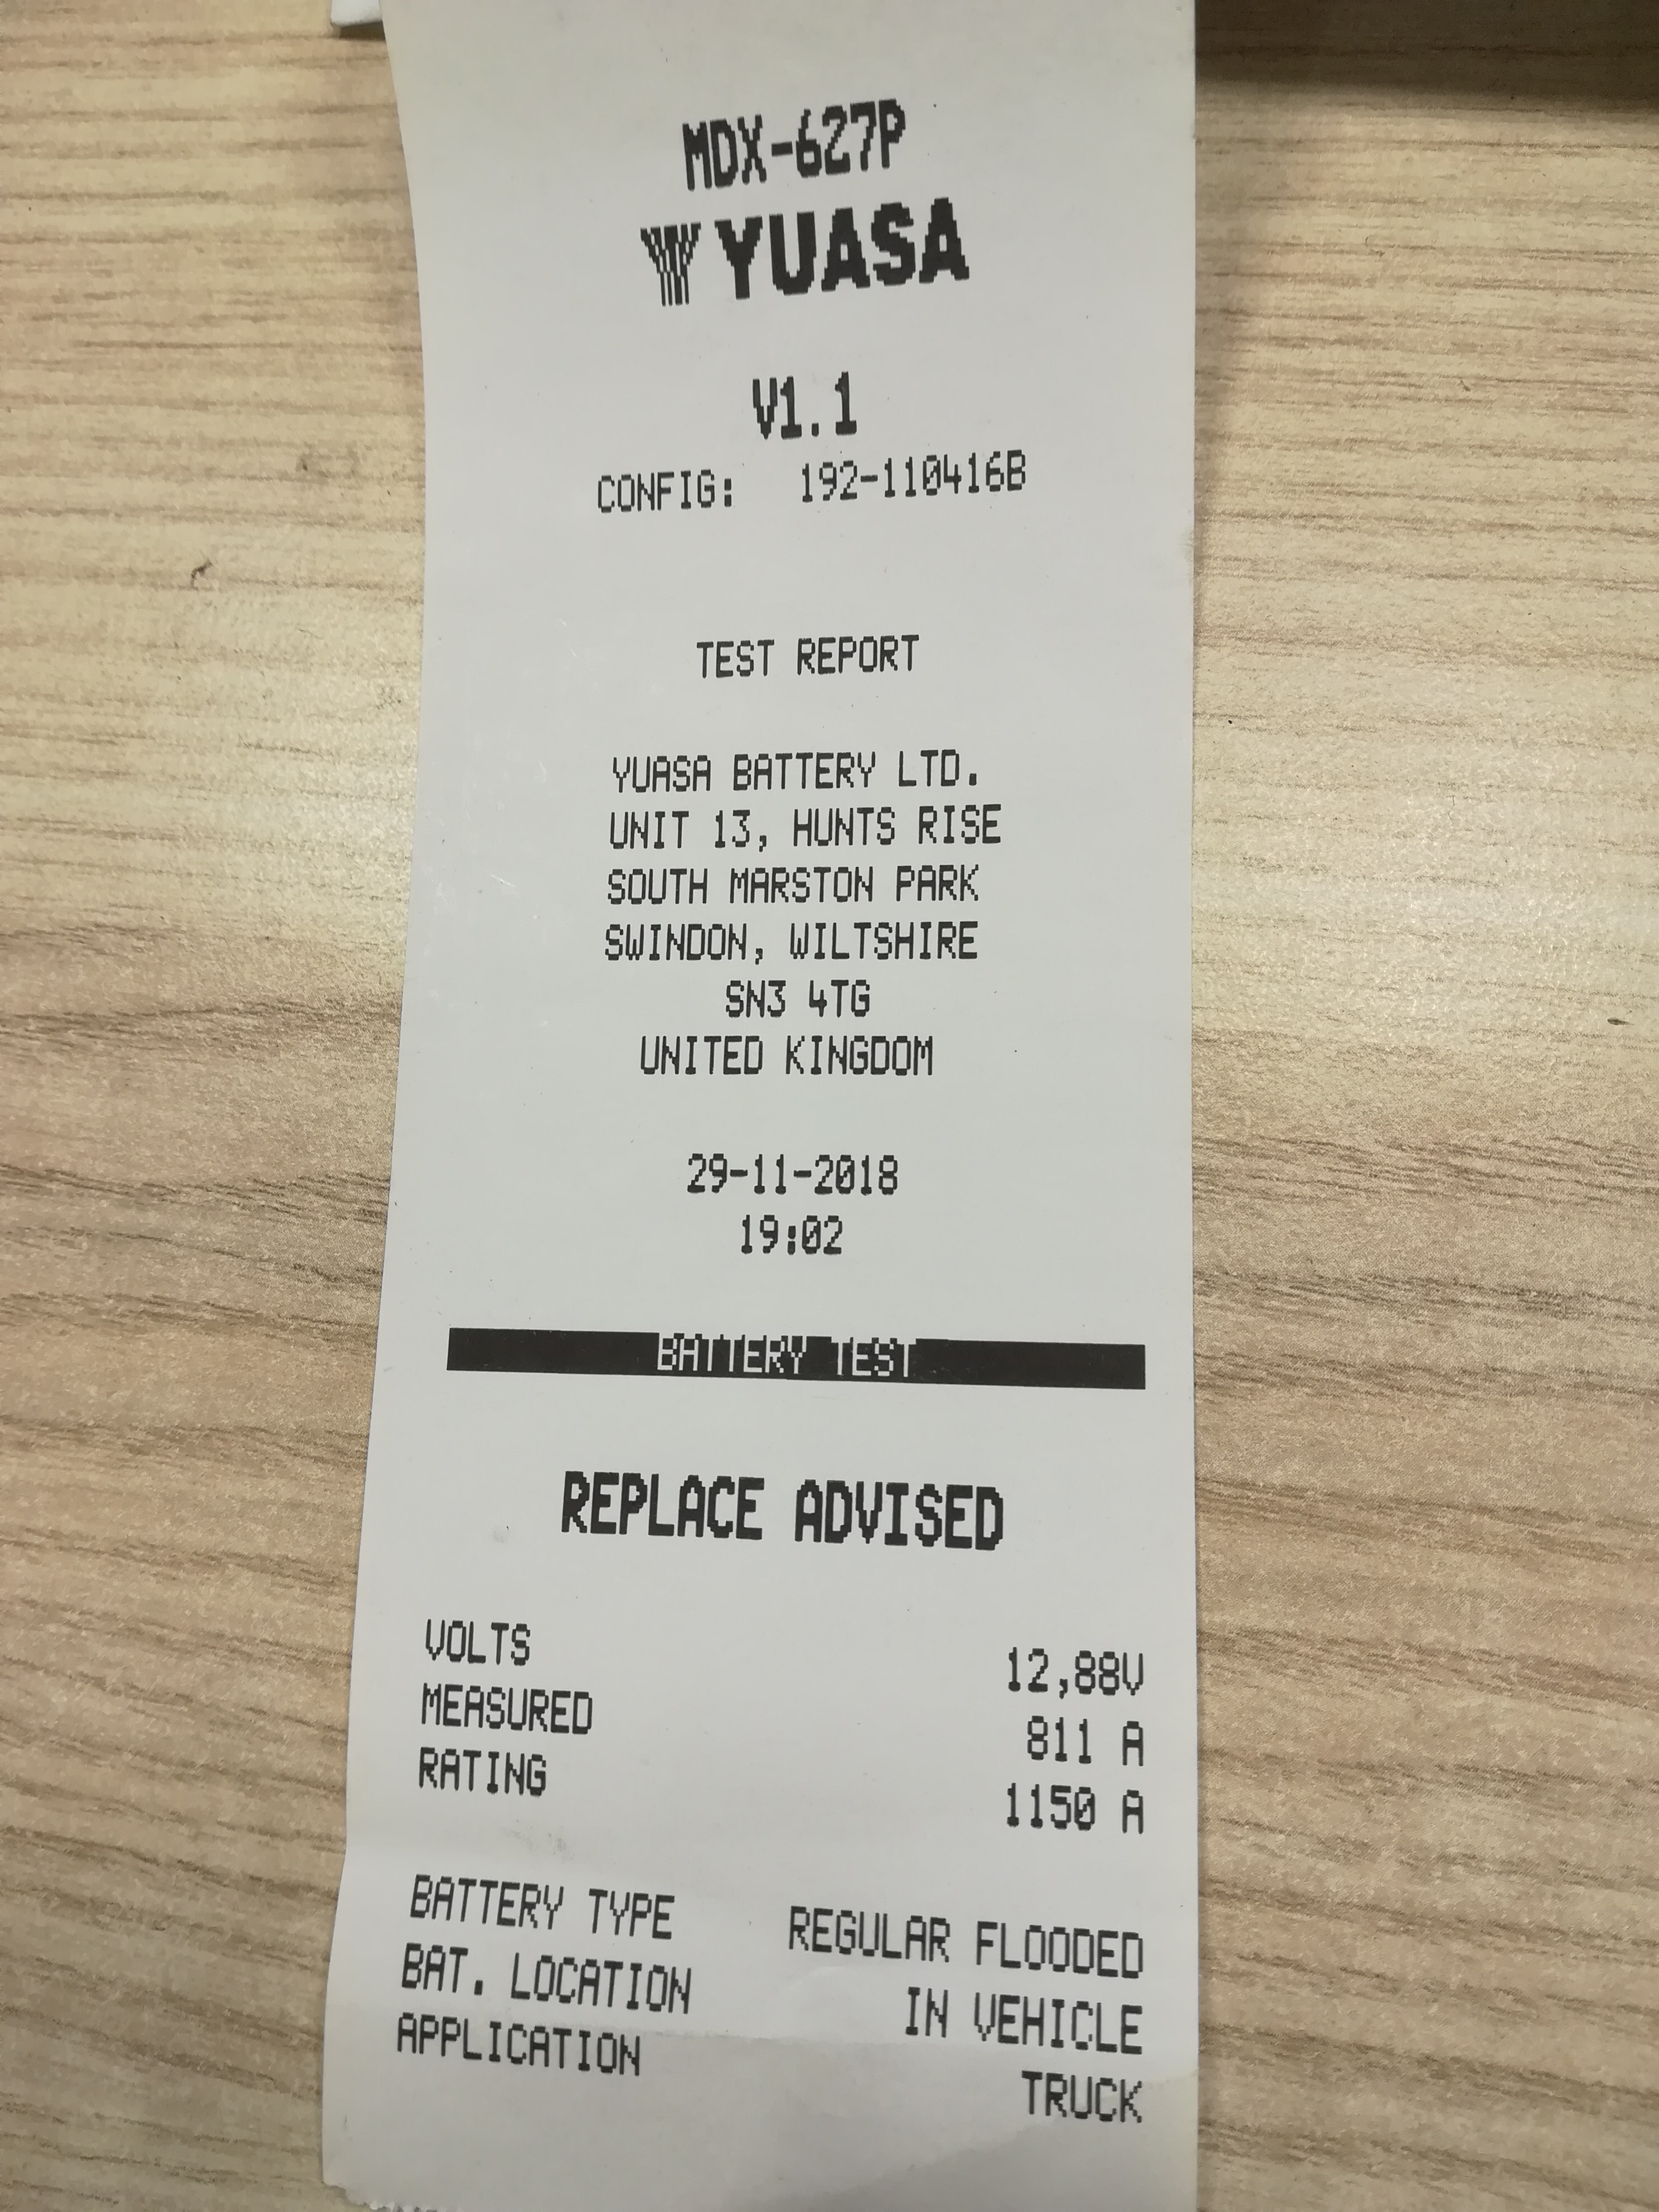 MDX-627P
YUASA
V1.1
CONFIG: 192-110416B
TEST REPORT
YUASA BATTERY LTD.
UNIT 13, HUNTS RISE
SOUTH MARSTON PARK
SWINDON, WILTSHIRE
SN3 4TG
UNITED KINGDOM
29-11-2018
19:02
BATTERY TEST
REPLACE ADVISED
VOLTS 12,88V
MEASURED 811 A
RATING 1150 A
BATTERY TYPE REGULAR FLOODED
BAT. LOCATION IN VEHICLE
APPLICATION TRUCK